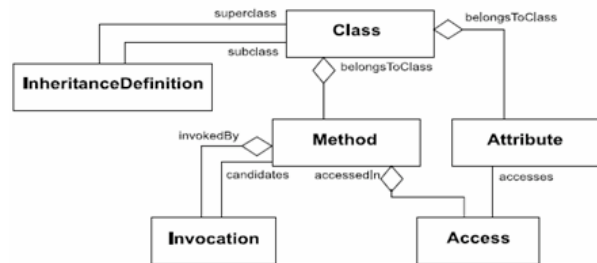 superclass
Class
belongsToClass
subclass
InheritanceDefinition
belongsToClass
invokedBy
Method
Attribute
candidates
accessedIn
accesses
Invocation
Access